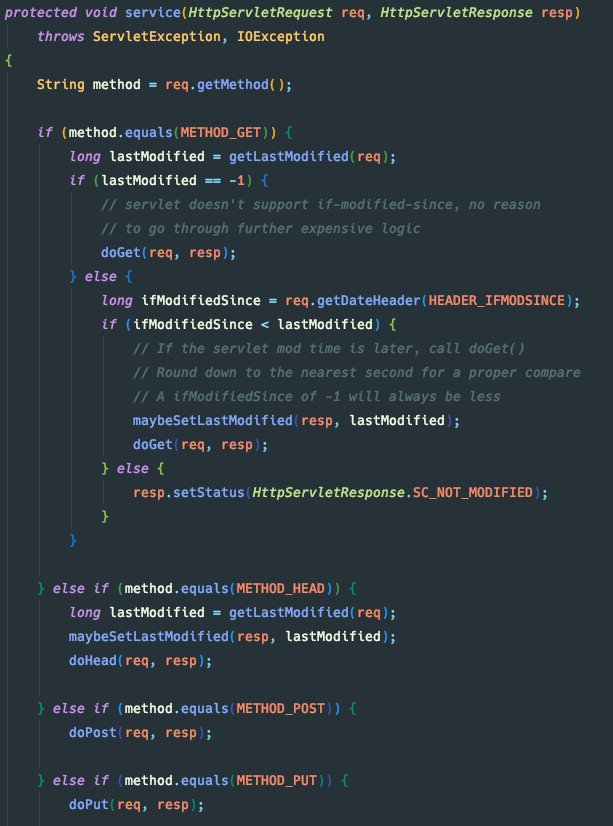 protected void service(HttpServletRequest req, HttpServletResponse resp)
    throws ServletException, IOException
{
    String method = req.getMethod();

    if (method.equals(METHOD_GET)) {
        long lastModified = getLastModified(req);
        if (lastModified == -1) {
            // servlet doesn't support if-modified-since, no reason
            // to go through further expensive logic
            doGet(req, resp);
        } else {
            long ifModifiedSince = req.getDateHeader(HEADER_IFMODSINCE);
            if (ifModifiedSince < lastModified) {
                // If the servlet mod time is later, call doGet()
                // Round down to the nearest second for a proper compare
                // A ifModifiedSince of -1 will always be less
                maybeSetLastModified(resp, lastModified);
                doGet(req, resp);
            } else {
                resp.setStatus(HttpServletResponse.SC_NOT_MODIFIED);
            }
        }

    } else if (method.equals(METHOD_HEAD)) {
        long lastModified = getLastModified(req);
        maybeSetLastModified(resp, lastModified);
        doHead(req, resp);

    } else if (method.equals(METHOD_POST)) {
        doPost(req, resp);

    } else if (method.equals(METHOD_PUT)) {
        doPut(req, resp);